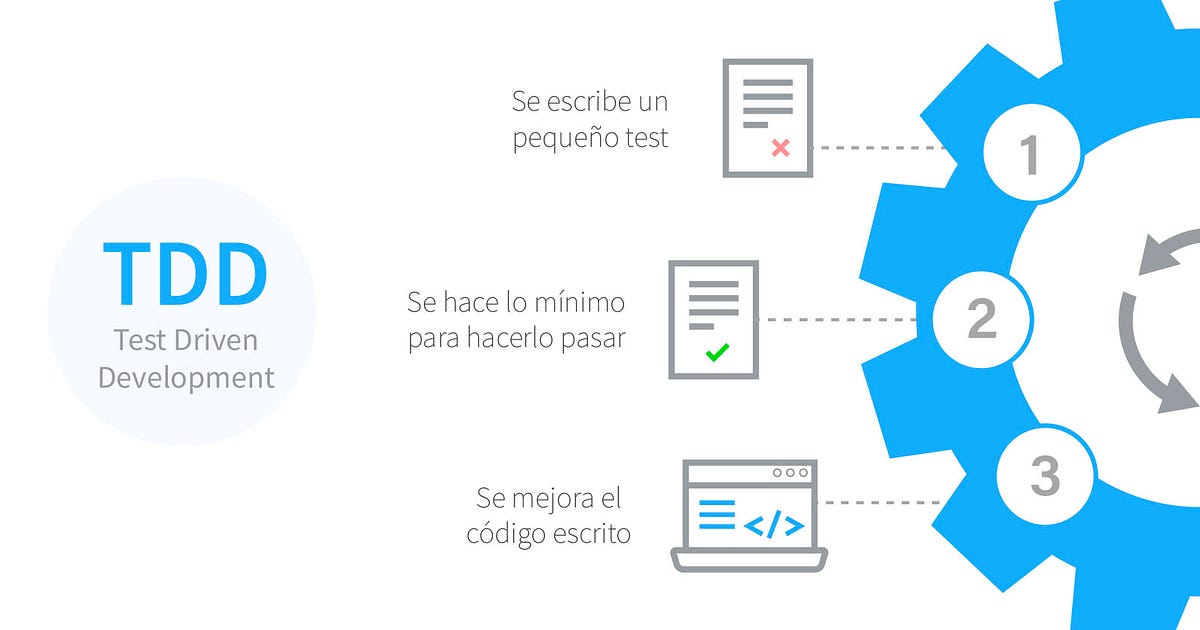 TDD
Test Driven
Development
Se escribe un
pequeño test
1
Se hace lo mínimo
para hacerlo pasar
2
Se mejora el
código escrito
</>
3